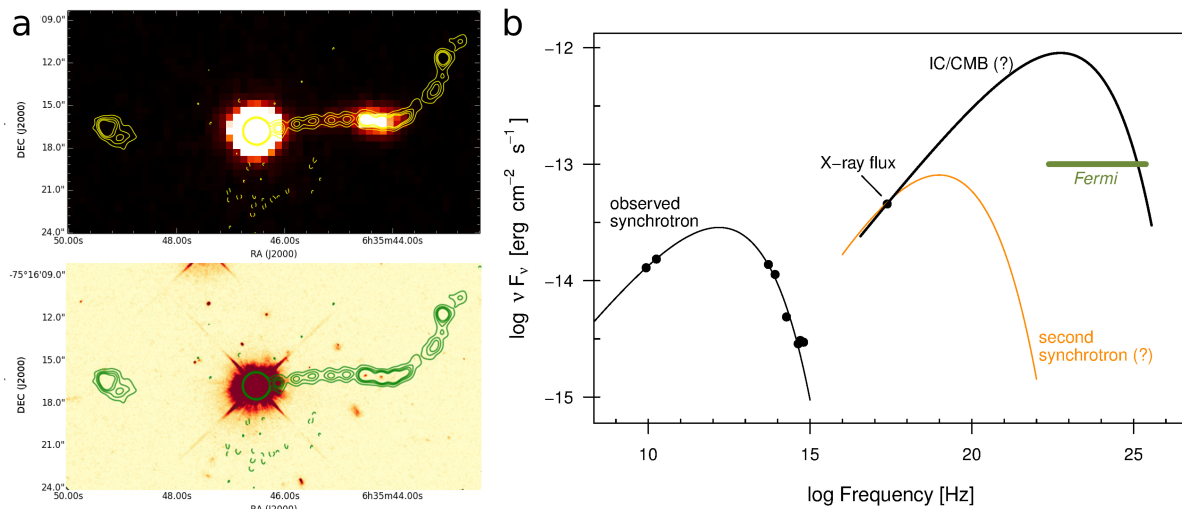 a
DEC (J2000)
09.0"
12.0"
15.0"
18.0"
21.0"
24.0"
50.00s 48.00s 46.00s 6h35m44.00s
RA (J2000)
DEC (J2000)
-75°16'09.0"
12.0"
15.0"
18.0"
21.0"
24.0"
50.00s 48.00s 46.00s 6h35m44.00s
RA (J2000)
b
log ν Fν [erg cm−2 s−1 ]
−12
−13
−14
−15
IC/CMB (?)
X−ray flux
Fermi
observed
synchrotron
second
synchrotron (?)
10 15 20 25
log Frequency [Hz]